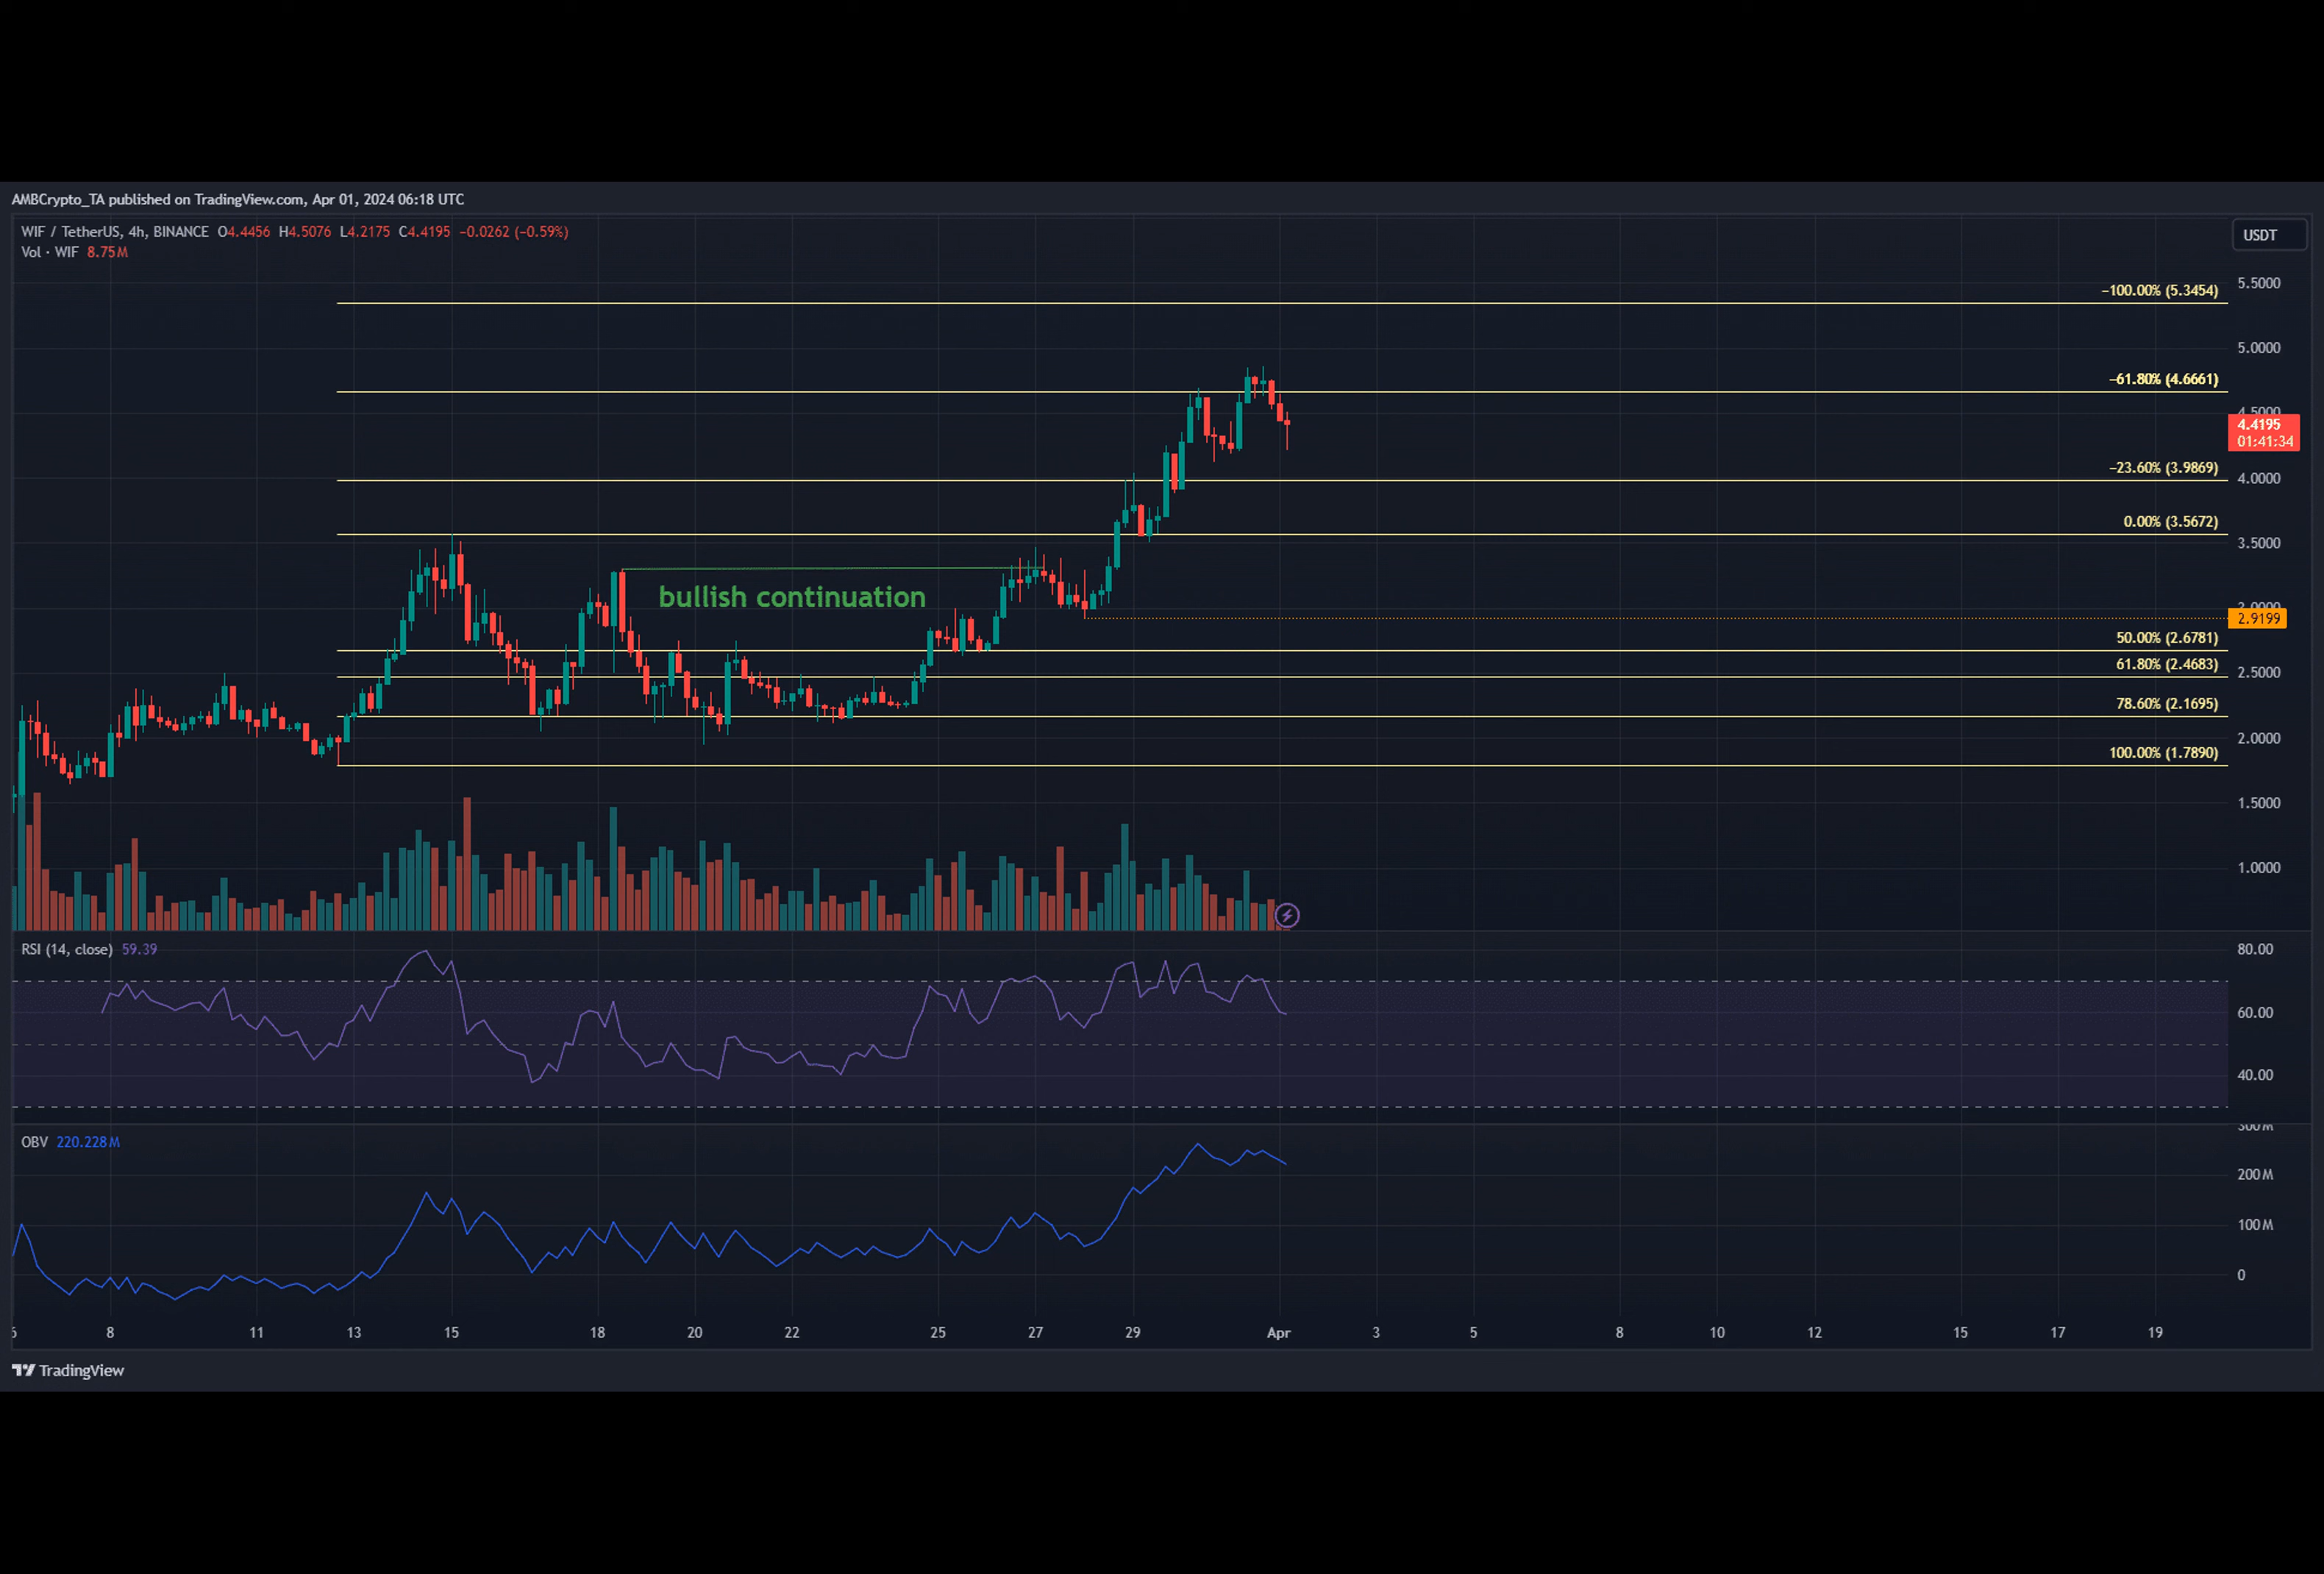 AMBCrypto_TA published on TradingView.com, Apr 01, 2024 06:18 UTC
WIF / TetherUS, 4h, BINANCE O4.4456 H4.5076 L4.2175 C4.4195 −0.0262 (−0.59%)
USDT
Vol · WIF 8.75M
5.5000
−100.00% (5.3454)
5.0000
−61.80% (4.6661)
4.5000
4.4195
01:41:34
−23.60% (3.9869)
4.0000
0.00% (3.5672)
3.5000
bullish continuation
3.0000
2.9199
50.00% (2.6781)
61.80% (2.4683)
2.5000
78.60% (2.1695)
2.0000
100.00% (1.7890)
1.5000
1.0000
RSI (14, close) 59.39
80.00
60.00
40.00
OBV 220.228M
300M
200M
100M
0
6 8 11 13 15 18 20 22 25 27 29 Apr 3 5 8 10 12 15 17 19
TradingView